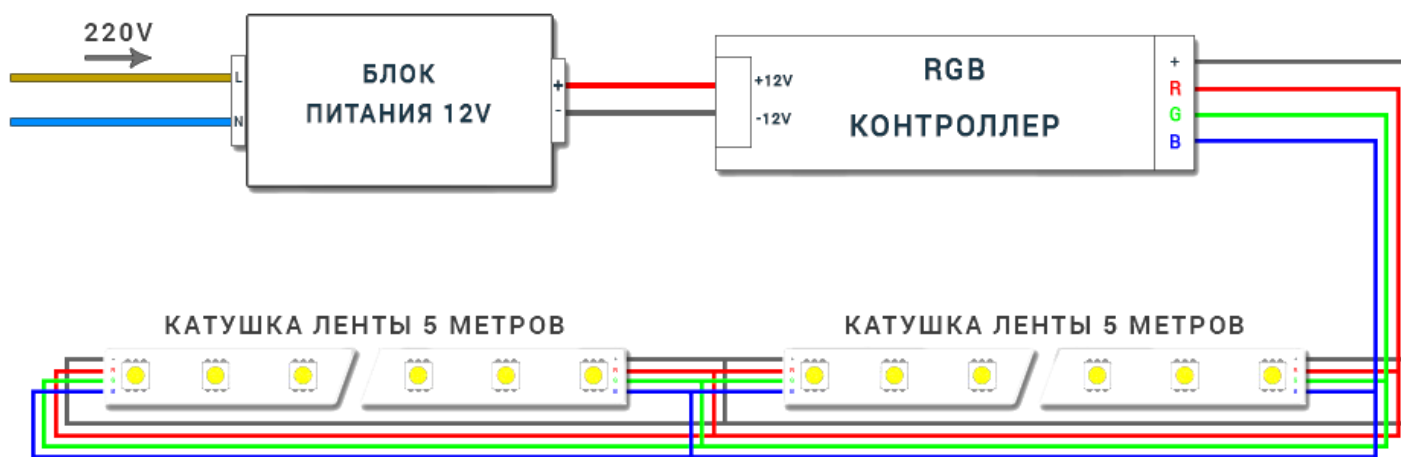 220V
L
N
БЛОК
ПИТАНИЯ 12V
+
-
+12V
-12V
RGB
КОНТРОЛЛЕР
+
R
G
B
КАТУШКА ЛЕНТЫ 5 МЕТРОВ
КАТУШКА ЛЕНТЫ 5 МЕТРОВ